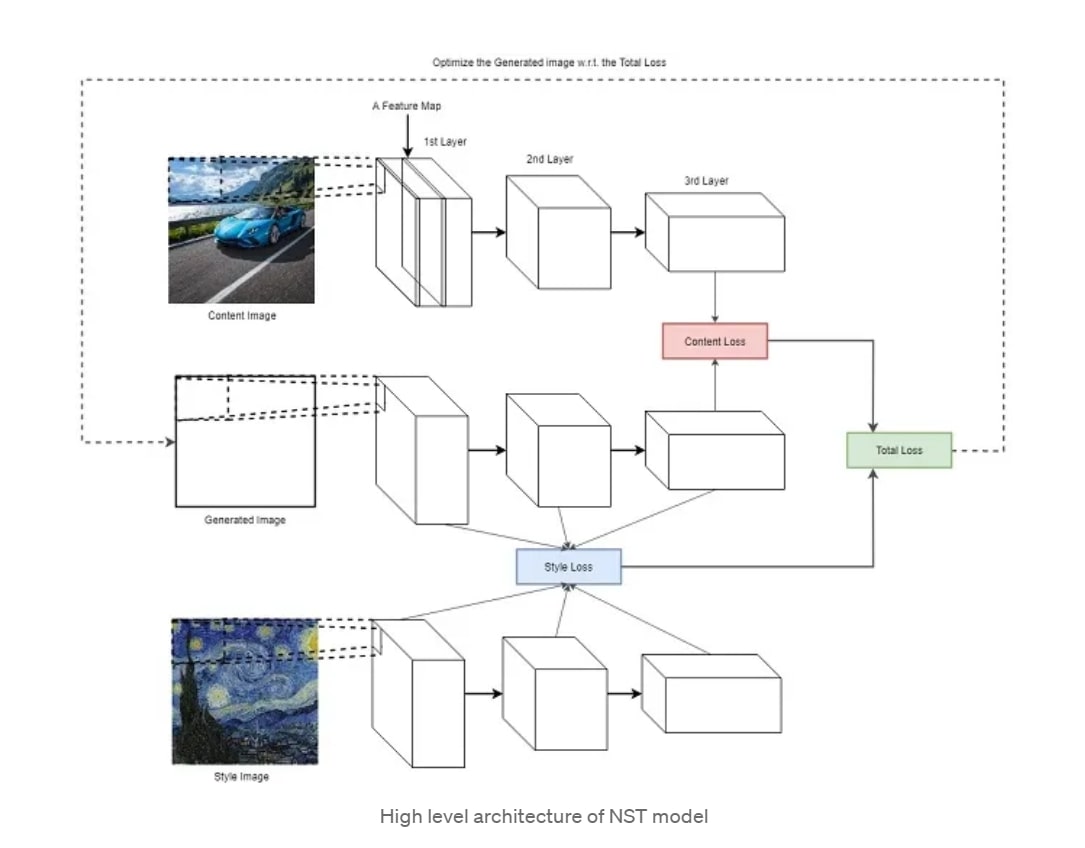 Optimize the Generated image w.r.t. the Total Loss
A Feature Map
1st Layer
2nd Layer
3rd Layer
Content Image
Content Loss
Total Loss
Generated Image
Style Loss
Style Image
High level architecture of NST model